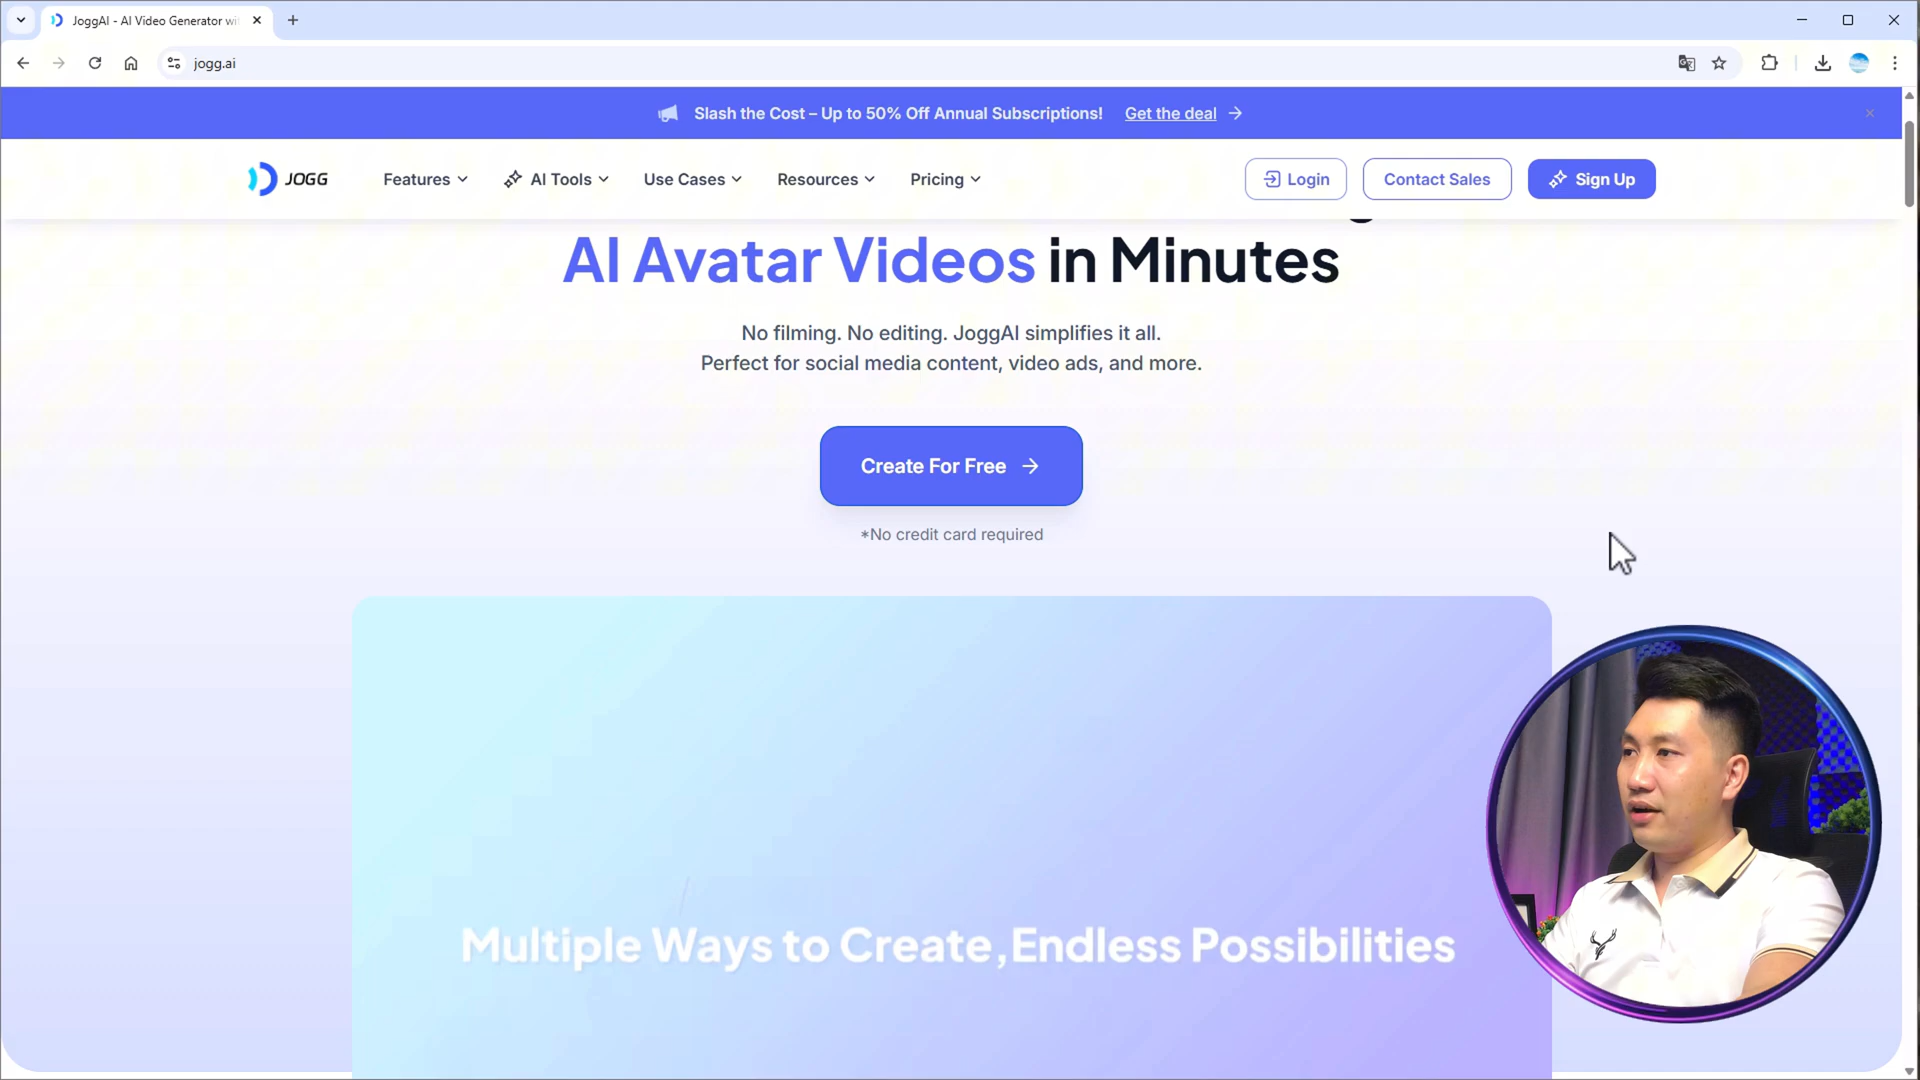 JoggAI - AI Video Generator wi
jogg.ai
Slash the Cost – Up to 50% Off Annual Subscriptions! Get the deal
JOGG
Features
AI Tools
Use Cases
Resources
Pricing
Login
Contact Sales
Sign Up
AI Avatar Videos in Minutes
No filming. No editing. JoggAI simplifies it all.
Perfect for social media content, video ads, and more.
Create For Free
*No credit card required
Multiple Ways to Create,Endless Possibilities